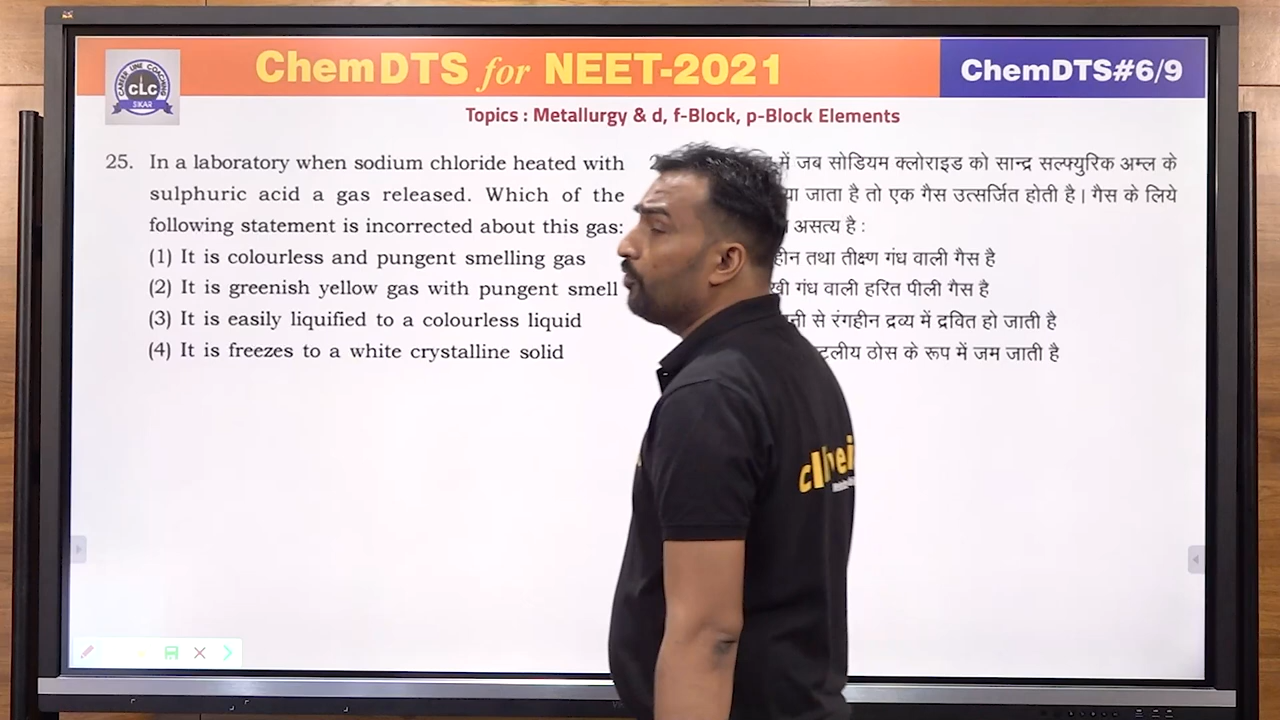 ChemDTS for NEET-2021
ChemDTS#6/9
CAREER LINE COACHING
CLC
SIKAR
Topics : Metallurgy & d, f-Block, p-Block Elements
25. In a laboratory when sodium chloride heated with
sulphuric acid a gas released. Which of the
following statement is incorrected about this gas:
(1) It is colourless and pungent smelling gas
(2) It is greenish yellow gas with pungent smell
(3) It is easily liquified to a colourless liquid
(4) It is freezes to a white crystalline solid
में जब सोडियम क्लोराइड को सान्द्र सल्फ्युरिक अम्ल के
जाता है तो एक गैस उत्सर्जित होती है। गैस के लिये
असत्य है :
तथा तीक्ष्ण गंध वाली गैस है
गंध वाली हरित पीली गैस है
से रंगहीन द्रव्य में द्रवित हो जाती है
ठोस के रूप में जम जाती है